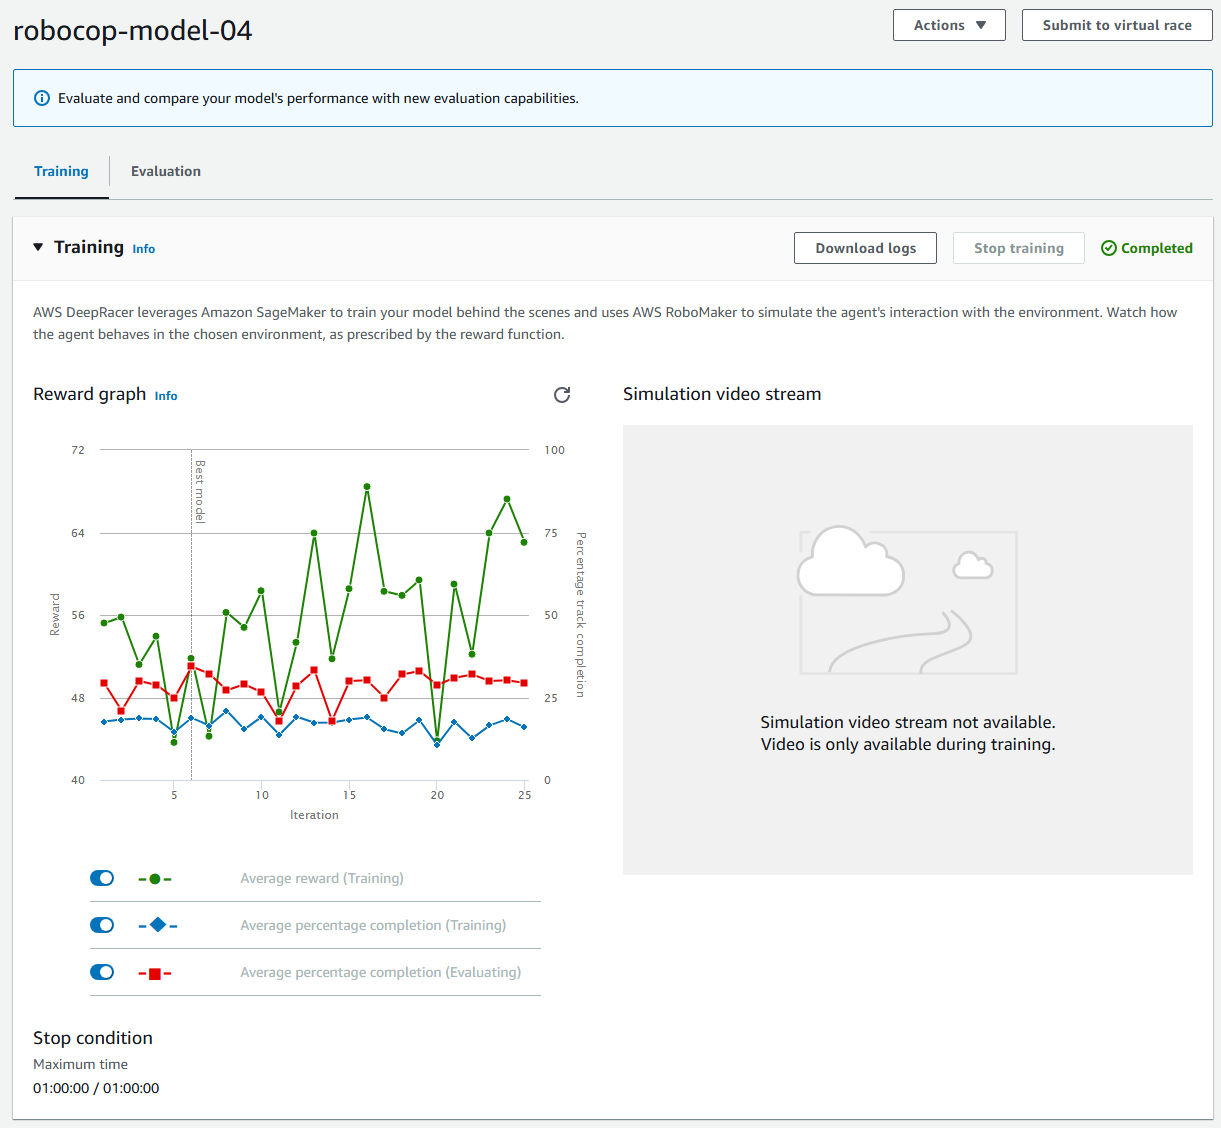 robocop-model-04
Actions
Submit to virtual race
Evaluate and compare your model's performance with new evaluation capabilities.
Training
Evaluation
Training Info
Download logs
Stop training
Completed
AWS DeepRacer leverages Amazon SageMaker to train your model behind the scenes and uses AWS RoboMaker to simulate the agent's interaction with the environment. Watch how
the agent behaves in the chosen environment, as prescribed by the reward function.
Reward graph Info
72
64
56
48
40
Reward
Best model
100
75
50
25
0
Percentage track completion
5
10
15
20
25
Iteration
Average reward (Training)
Average percentage completion (Training)
Average percentage completion (Evaluating)
Simulation video stream
Simulation video stream not available.
Video is only available during training.
Stop condition
Maximum time
01:00:00 / 01:00:00